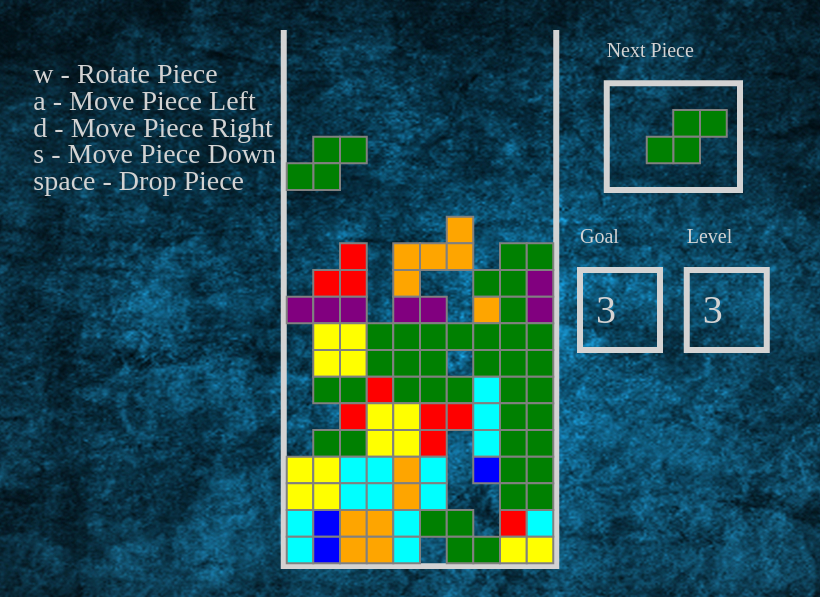 w - Rotate Piece
a - Move Piece Left
d - Move Piece Right
s - Move Piece Down
space - Drop Piece
Next Piece
Goal Level
3 3